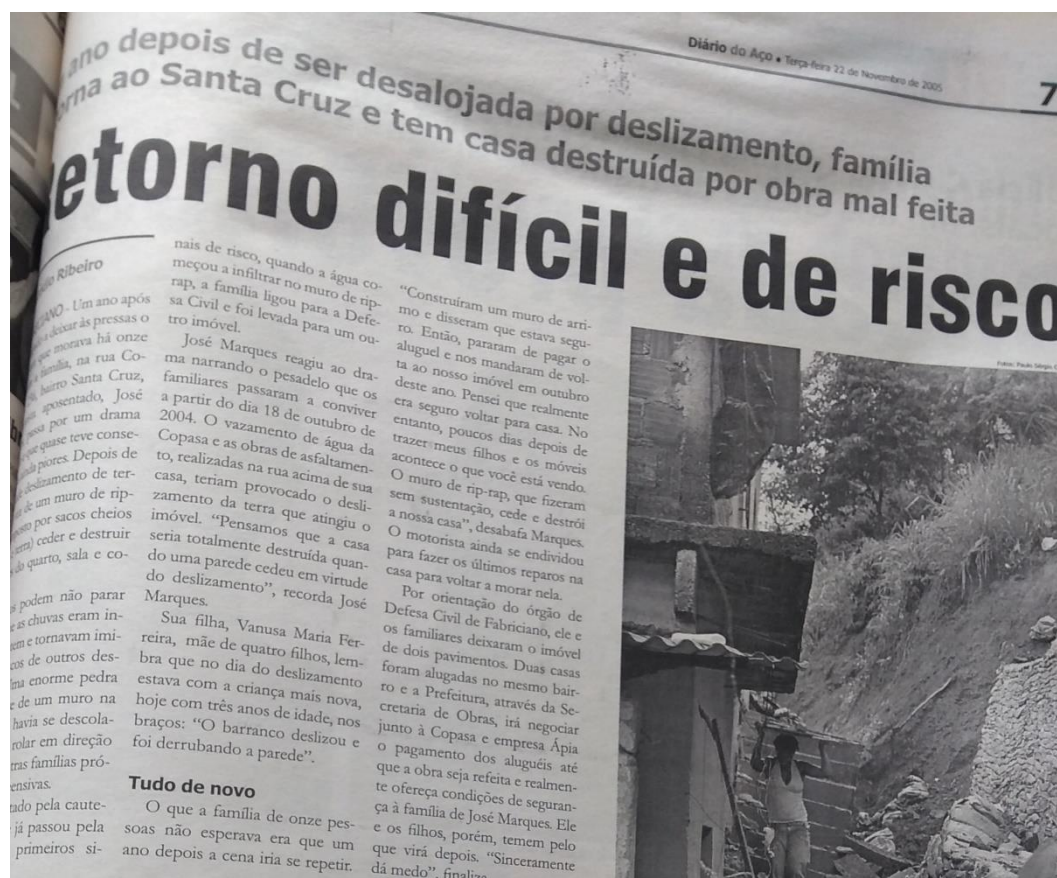 Diário do Aço • Terça-feira 22 de Novembro de 2005
7
ano depois de ser desalojada por deslizamento, família
orna ao Santa Cruz e tem casa destruída por obra mal feita
etorno difícil e de risco
Ribeiro
CIANO - Um ano após
a deixar às pressas o
que morava há onze
a família, na rua Co-
bairro Santa Cruz,
aposentado, José
passa por um drama
que quase teve conse-
piores. Depois de
deslizamento de ter-
de um muro de rip-
posto por sacos cheios
terra) ceder e destruir
do quarto, sala e co-
podem não parar
as chuvas eram in-
em e tornavam imi-
cos de outros des-
ma enorme pedra
e de um muro na
havia se descola-
rolar em direção
tras famílias pró-
ensivas.
tado pela caute-
já passou pela
primeiros si-
nais de risco, quando a água co-
meçou a infiltrar no muro de rip-
rap, a família ligou para a Defe-
sa Civil e foi levada para um ou-
tro imóvel.
José Marques reagiu ao dra-
ma narrando o pesadelo que os
familiares passaram a conviver
a partir do dia 18 de outubro de
2004. O vazamento de água da
Copasa e as obras de asfaltamen-
to, realizadas na rua acima de sua
casa, teriam provocado o desli-
zamento da terra que atingiu o
imóvel. “Pensamos que a casa
seria totalmente destruída quan-
do uma parede cedeu em virtude
do deslizamento”, recorda José
Marques.
Sua filha, Vanusa Maria Fer-
reira, mãe de quatro filhos, lem-
bra que no dia do deslizamento
estava com a criança mais nova,
hoje com três anos de idade, nos
braços: “O barranco deslizou e
foi derrubando a parede”.
Tudo de novo
O que a família de onze pes-
soas não esperava era que um
ano depois a cena iria se repetir.
“Construíram um muro de arri-
mo e disseram que estava segu-
ro. Então, pararam de pagar o
aluguel e nos mandaram de vol-
ta ao nosso imóvel em outubro
deste ano. Pensei que realmente
era seguro voltar para casa. No
entanto, poucos dias depois de
trazer meus filhos e os móveis
acontece o que você está vendo.
O muro de rip-rap, que fizeram
sem sustentação, cede e destrói
a nossa casa”, desabafa Marques.
O motorista ainda se endividou
para fazer os últimos reparos na
casa para voltar a morar nela.
Por orientação do órgão de
Defesa Civil de Fabriciano, ele e
os familiares deixaram o imóvel
de dois pavimentos. Duas casas
foram alugadas no mesmo bair-
ro e a Prefeitura, através da Se-
cretaria de Obras, irá negociar
junto à Copasa e empresa Ápia
o pagamento dos aluguéis até
que a obra seja refeita e realmen-
te ofereça condições de seguran-
ça à família de José Marques. Ele
e os filhos, porém, temem pelo
que virá depois. “Sinceramente
dá medo”, finaliza
Foto: Paulo Sérgio